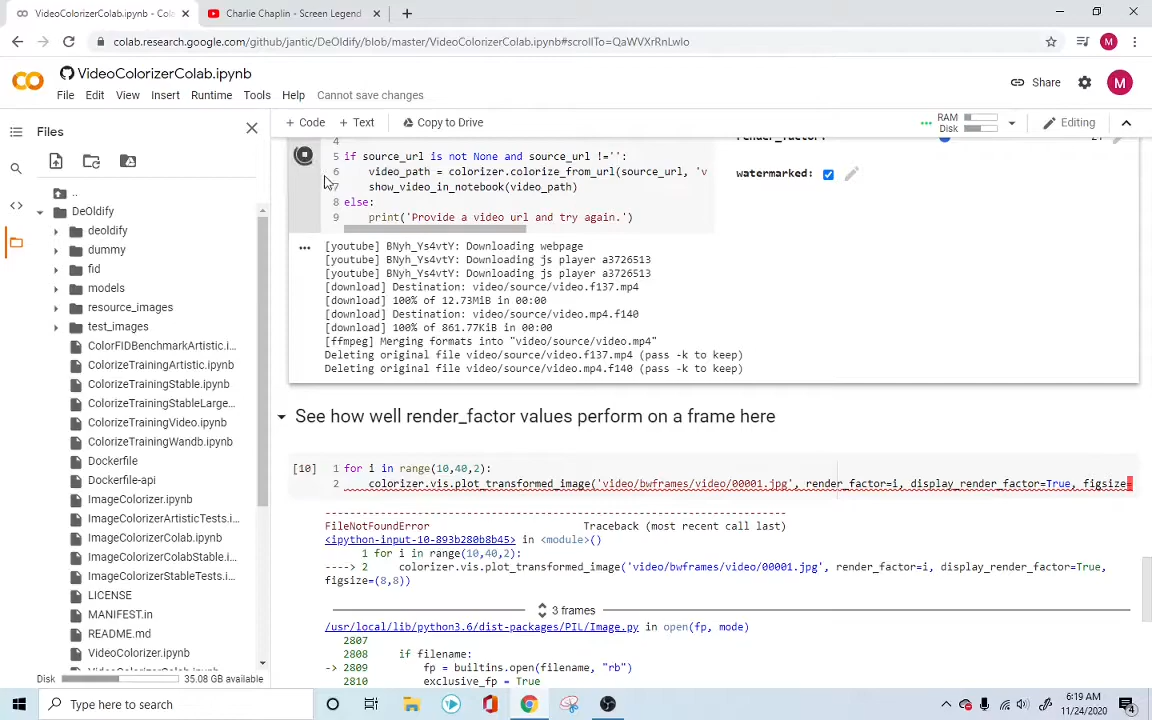 VideoColorizerColab.ipynb - Col
Charlie Chaplin - Screen Legend
colab.research.google.com/github/jantic/DeOldify/blob/master/VideoColorizerColab.ipynb#scrollTo=QaWVXrRnLwIo
VideoColorizerColab.ipynb
Share
File Edit View Insert Runtime Tools Help Cannot save changes
Files
+ Code + Text Copy to Drive
RAM
Disk
Editing
4
5 if source_url is not None and source_url !='':
6 video_path = colorizer.colorize_from_url(source_url, 'v
7 show_video_in_notebook(video_path)
8 else:
9 print('Provide a video url and try again.')
watermarked:
..
DeOldify
deoldify
dummy
fid
models
resource_images
test_images
ColorFIDBenchmarkArtistic.i...
ColorizeTrainingArtistic.ipynb
ColorizeTrainingStable.ipynb
ColorizeTrainingStableLarge...
ColorizeTrainingVideo.ipynb
ColorizeTrainingWandb.ipynb
Dockerfile
Dockerfile-api
ImageColorizer.ipynb
ImageColorizerArtisticTests.i...
ImageColorizerColab.ipynb
ImageColorizerColabStable.i...
ImageColorizerStableTests.i...
LICENSE
MANIFEST.in
README.md
VideoColorizer.ipynb
Disk 35.08 GB available
[youtube] BNyh_Ys4vtY: Downloading webpage
[youtube] BNyh_Ys4vtY: Downloading js player a3726513
[youtube] BNyh_Ys4vtY: Downloading js player a3726513
[download] Destination: video/source/video.f137.mp4
[download] 100% of 12.73MiB in 00:00
[download] Destination: video/source/video.mp4.f140
[download] 100% of 861.77KiB in 00:00
[ffmpeg] Merging formats into "video/source/video.mp4"
Deleting original file video/source/video.f137.mp4 (pass -k to keep)
Deleting original file video/source/video.mp4.f140 (pass -k to keep)
See how well render_factor values perform on a frame here
[10] 1 for i in range(10,40,2):
2 colorizer.vis.plot_transformed_image('video/bwframes/video/00001.jpg', render_factor=i, display_render_factor=True, figsize=
---------------------------------------------------------------------------
FileNotFoundError Traceback (most recent call last)
<ipython-input-10-893b280b8b45> in <module>()
1 for i in range(10,40,2):
----> 2 colorizer.vis.plot_transformed_image('video/bwframes/video/00001.jpg', render_factor=i, display_render_factor=True,
figsize=(8,8))
3 frames
/usr/local/lib/python3.6/dist-packages/PIL/Image.py in open(fp, mode)
2807
2808 if filename:
-> 2809 fp = builtins.open(filename, "rb")
2810 exclusive_fp = True
Type here to search
6:19 AM
11/24/2020
4